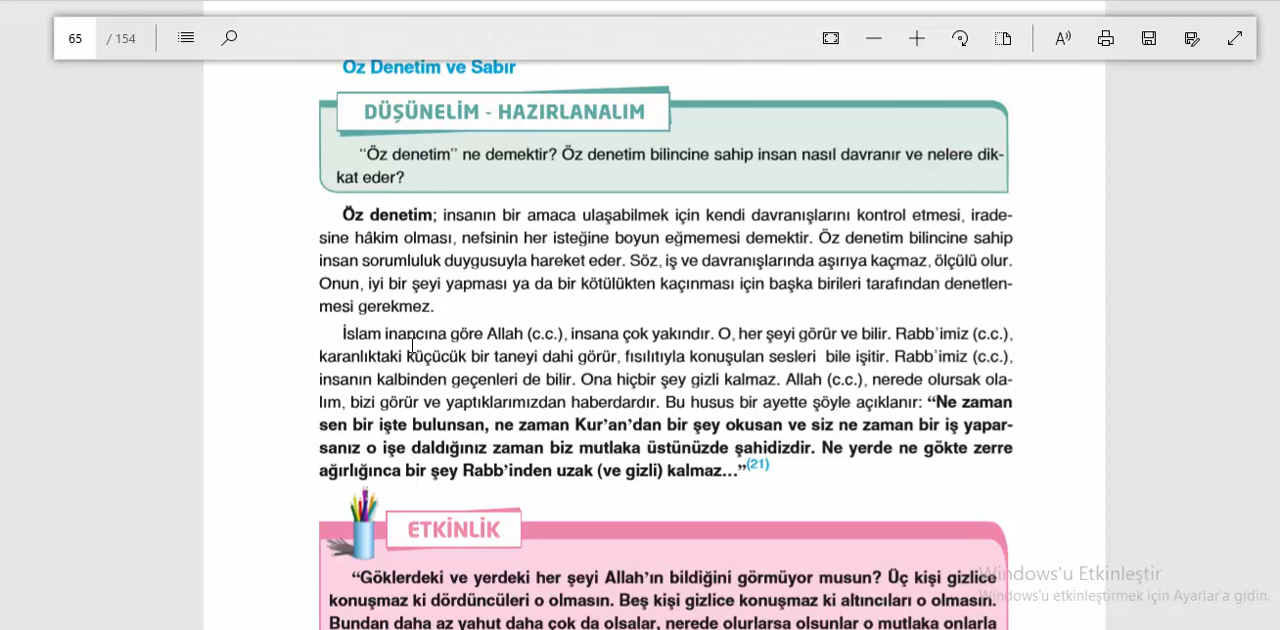 65 / 154
Öz Denetim ve Sabır
DÜŞÜNELİM - HAZIRLANALIM
“Öz denetim” ne demektir? Öz denetim bilincine sahip insan nasıl davranır ve nelere dik-
kat eder?
Öz denetim; insanın bir amaca ulaşabilmek için kendi davranışlarını kontrol etmesi, irade-
sine hâkim olması, nefsinin her isteğine boyun eğmemesi demektir. Öz denetim bilincine sahip
insan sorumluluk duygusuyla hareket eder. Söz, iş ve davranışlarında aşırıya kaçmaz, ölçülü olur.
Onun, iyi bir şeyi yapması ya da bir kötülükten kaçınması için başka birileri tarafından denetlen-
mesi gerekmez.
İslam inancına göre Allah (c.c.), insana çok yakındır. O, her şeyi görür ve bilir. Rabb’imiz (c.c.),
karanlıktaki küçücük bir taneyi dahi görür, fısılıtıyla konuşulan sesleri bile işitir. Rabb’imiz (c.c.),
insanın kalbinden geçenleri de bilir. Ona hiçbir şey gizli kalmaz. Allah (c.c.), nerede olursak ola-
lım, bizi görür ve yaptıklarımızdan haberdardır. Bu husus bir ayette şöyle açıklanır: “Ne zaman
sen bir işte bulunsan, ne zaman Kur’an’dan bir şey okusan ve siz ne zaman bir iş yapar-
sanız o işe daldığınız zaman biz mutlaka üstünüzde şahidizdir. Ne yerde ne gökte zerre
ağırlığınca bir şey Rabb’inden uzak (ve gizli) kalmaz...”(21)
ETKİNLİK
“Göklerdeki ve yerdeki her şeyi Allah’ın bildiğini görmüyor musun? Üç kişi gizlice
konuşmaz ki dördüncüleri o olmasın. Beş kişi gizlice konuşmaz ki altıncıları o olmasın.
Bundan daha az yahut daha çok da olsalar, nerede olurlarsa olsunlar o mutlaka onlarla
Windows'u Etkinleştir
Windows'u etkinleştirmek için Ayarlar'a gidin.